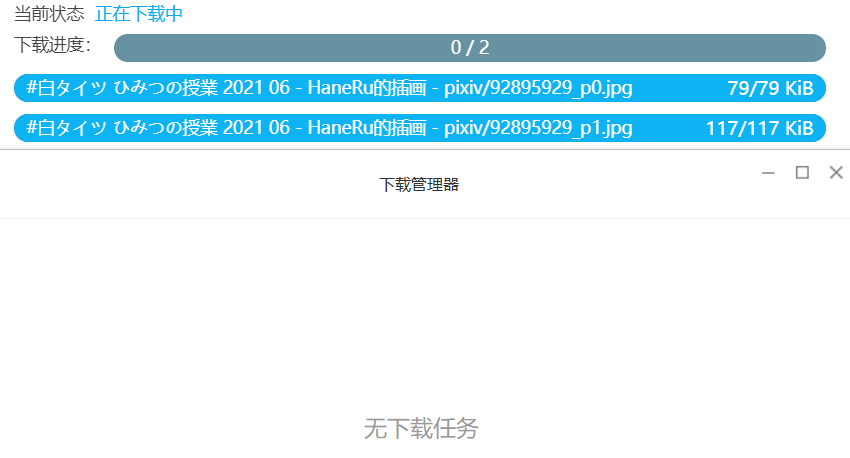 当前状态 正在下载中
下载进度： 0 / 2
#白タイツ ひみつの授業 2021 06 - HaneRu的插画 - pixiv/92895929_p0.jpg 79/79 KiB
#白タイツ ひみつの授業 2021 06 - HaneRu的插画 - pixiv/92895929_p1.jpg 117/117 KiB
下载管理器
无下载任务